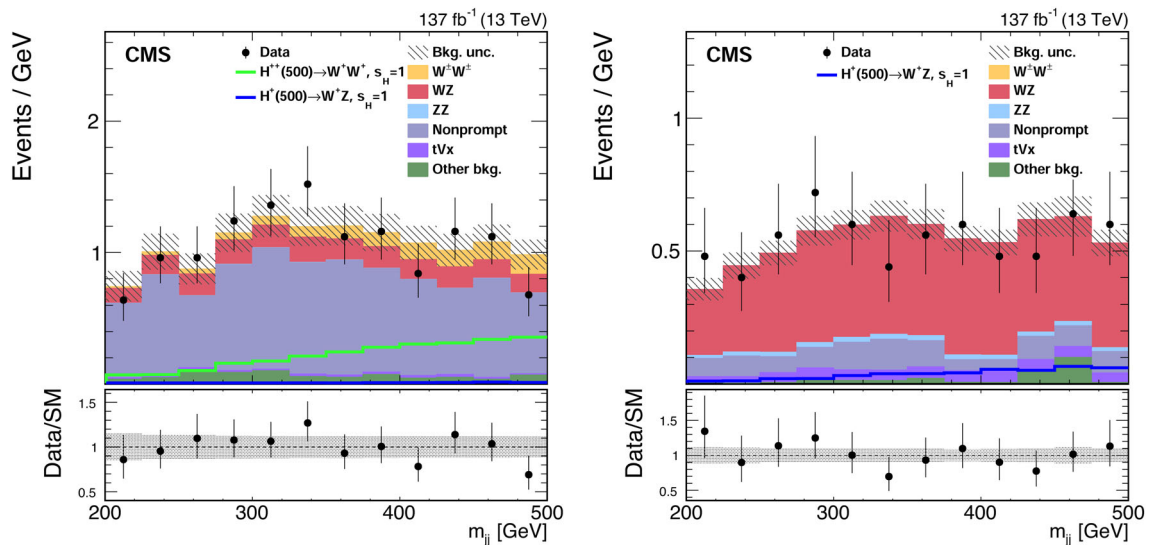 137 fb⁻¹ (13 TeV)
CMS
Data
H⁺⁺(500)→W⁺W⁺, s_H=1
H⁺(500)→W⁺Z, s_H=1
Bkg. unc.
W±W±
WZ
ZZ
Nonprompt
tVx
Other bkg.
Events / GeV
2
1
Data/SM
1.5
1
0.5
200
300
400
500
m_jj [GeV]
137 fb⁻¹ (13 TeV)
CMS
Data
H⁺(500)→W⁺Z, s_H=1
Bkg. unc.
W±W±
WZ
ZZ
Nonprompt
tVx
Other bkg.
Events / GeV
1
0.5
Data/SM
1.5
1
0.5
200
300
400
500
m_jj [GeV]